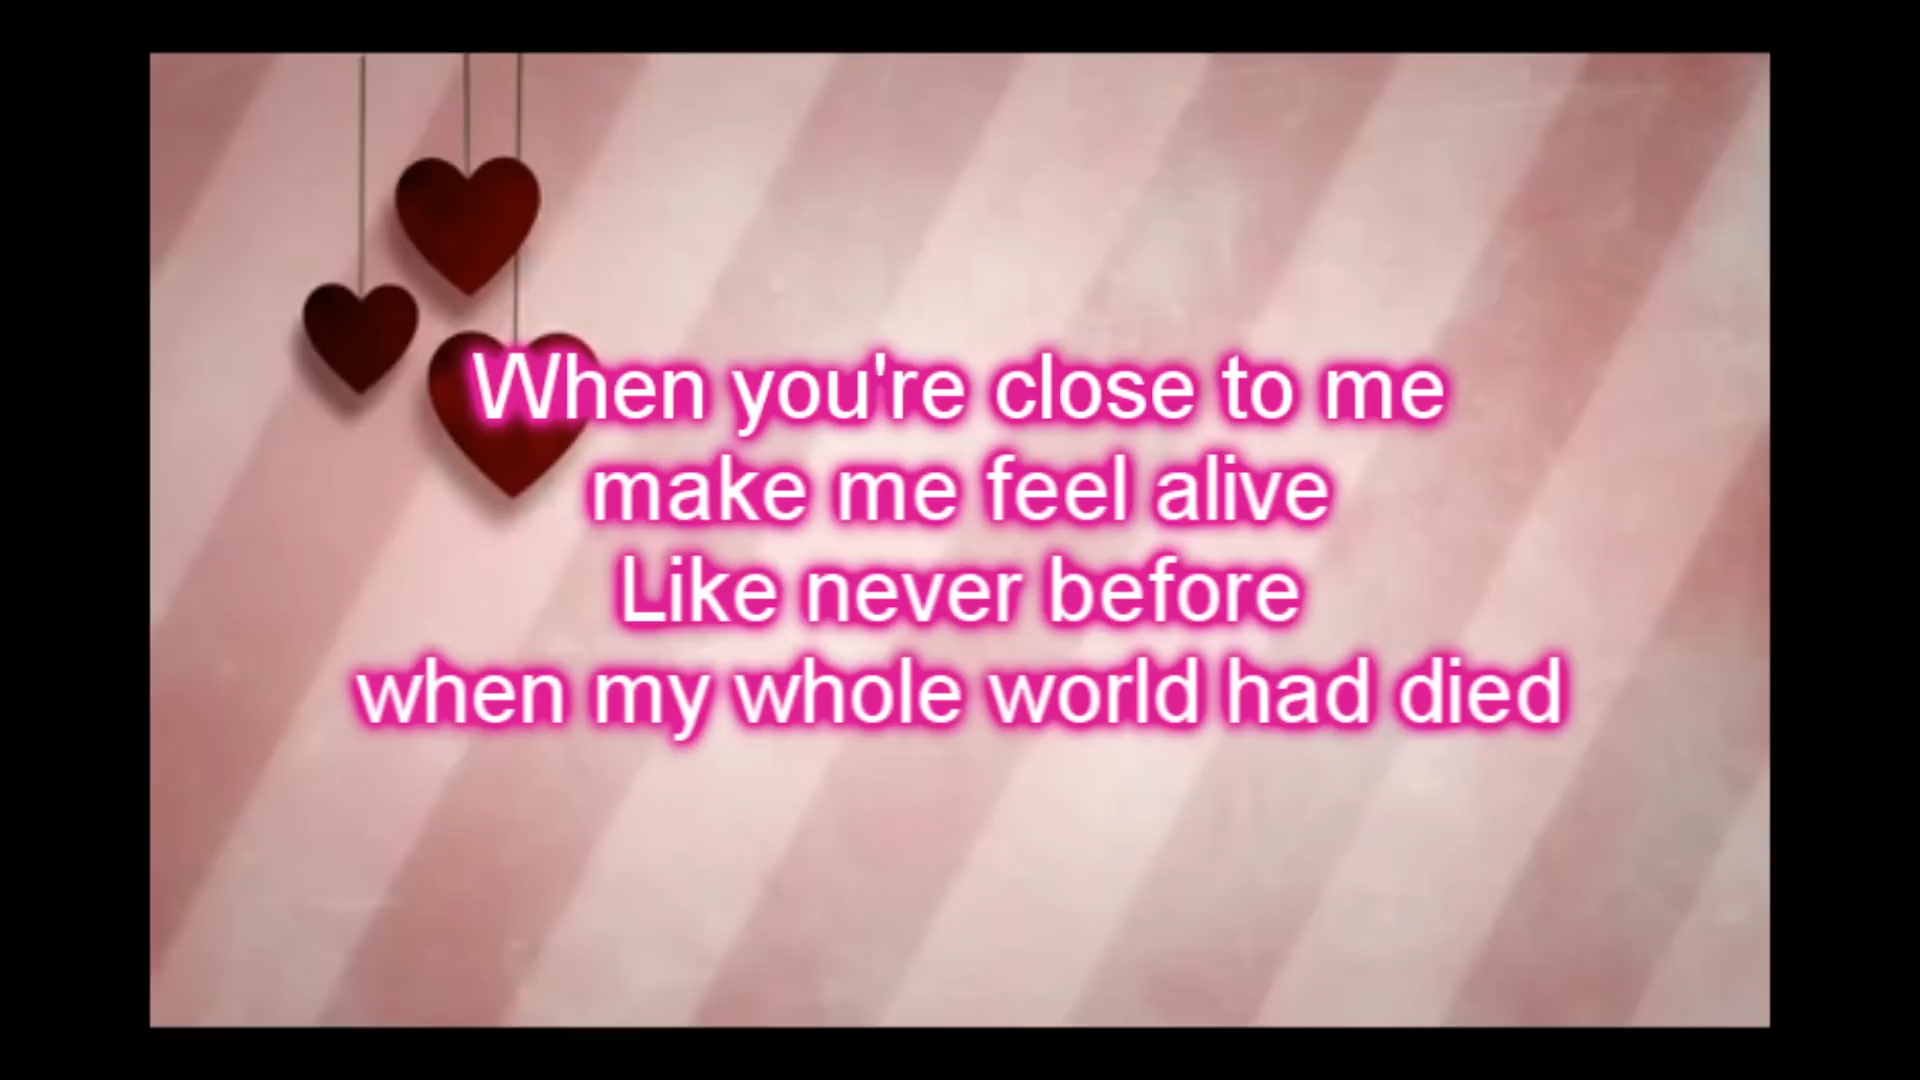 When you're close to me
make me feel alive
Like never before
when my whole world had died